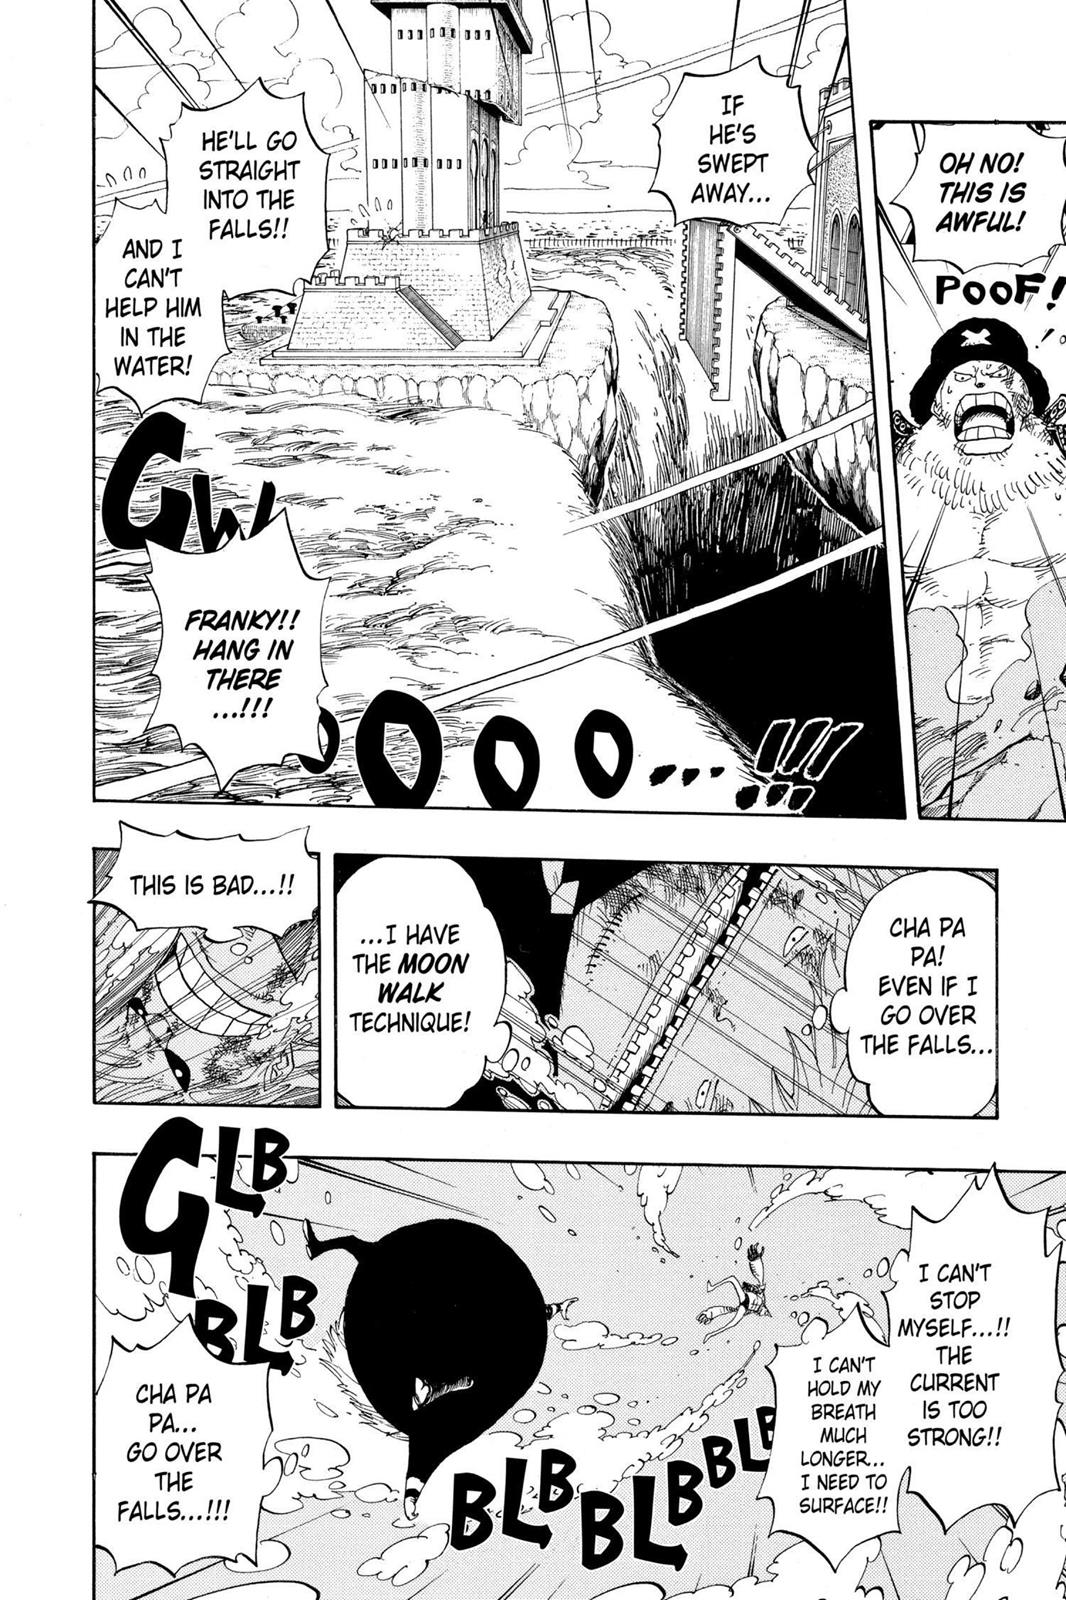 OH NO!
THIS IS
AWFUL!
POOF!
IF
HE'S
SWEPT
AWAY...
HE'LL GO
STRAIGHT
INTO THE
FALLS!!
AND I
CAN'T
HELP HIM
IN THE
WATER!
GWOOOO...!!!
...!!!
FRANKY!!
HANG IN
THERE
...!!!
CHA PA
PA!
EVEN IF I
GO OVER
THE FALLS...
...I HAVE
THE MOON
WALK
TECHNIQUE!
THIS IS BAD...!!
I CAN'T
STOP
MYSELF...!!
THE
CURRENT
IS TOO
STRONG!!
I CAN'T
HOLD MY
BREATH
MUCH
LONGER...
I NEED TO
SURFACE!!
GLB
BLB
BLB
BLB
BLB
CHA PA
PA...
GO OVER
THE
FALLS...!!!